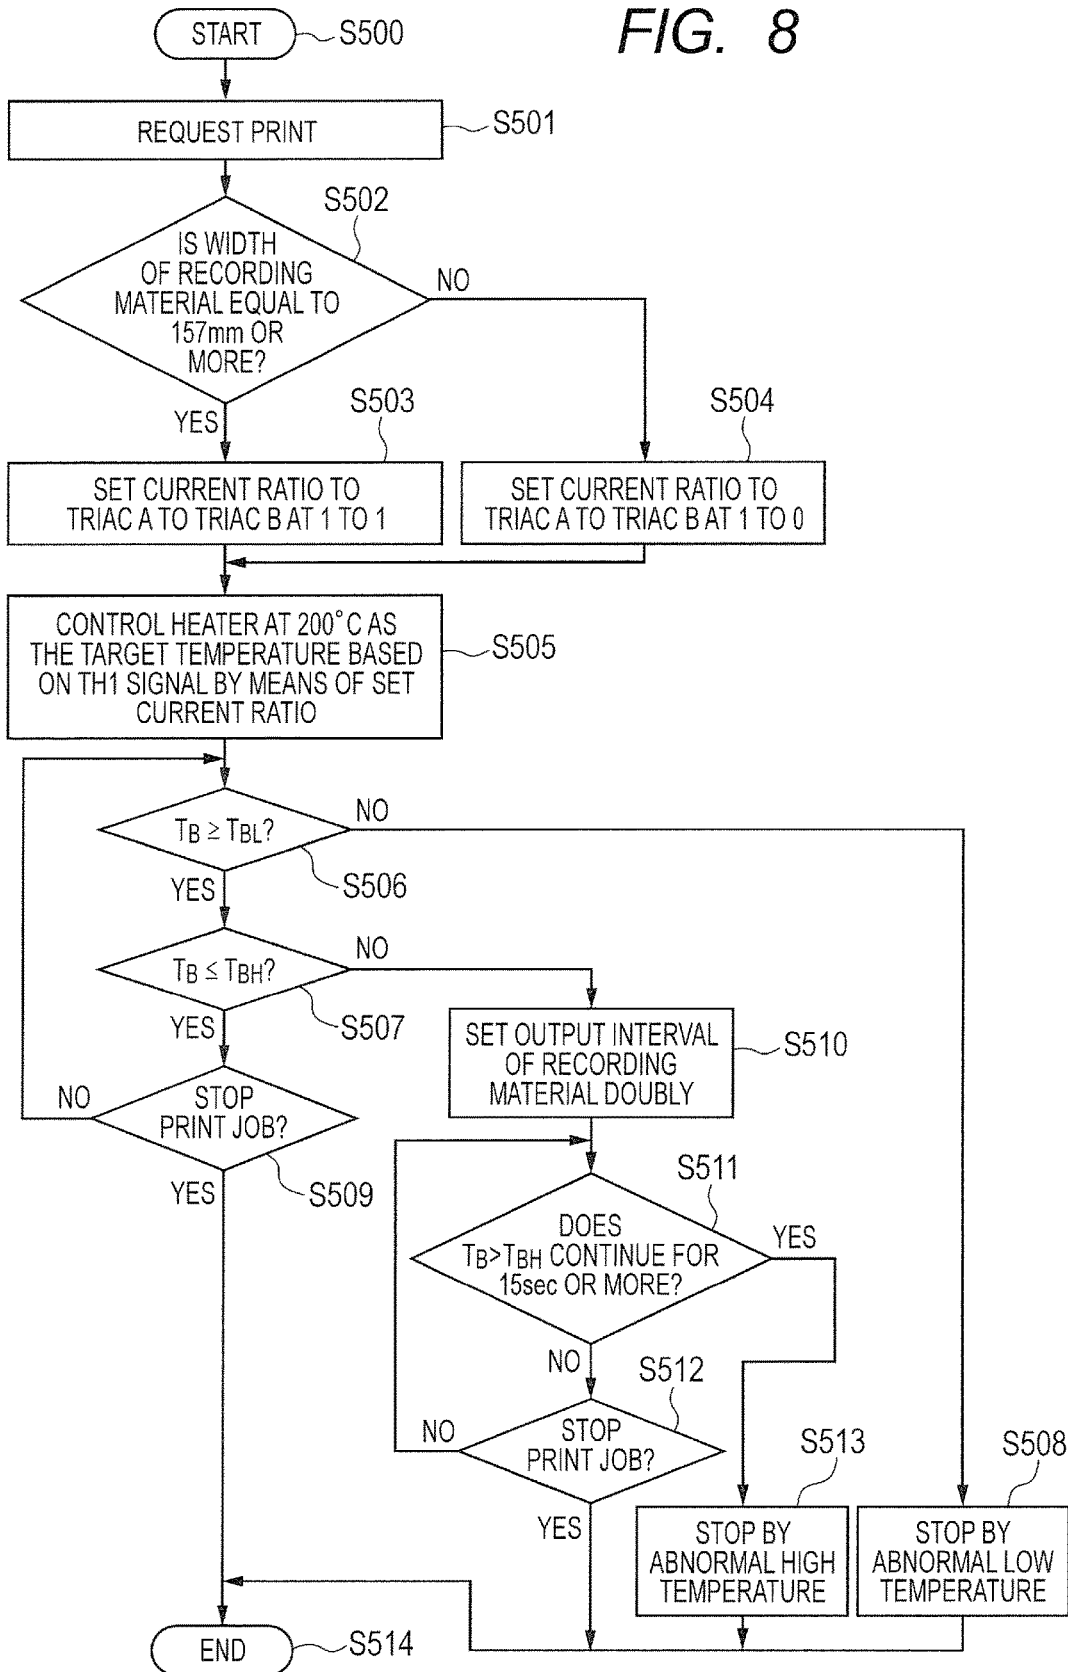 FIG. 8
START
S500
REQUEST PRINT
S501
S502
IS WIDTH
OF RECORDING
MATERIAL EQUAL TO
157mm OR
MORE?
NO
YES
S503
S504
SET CURRENT RATIO TO
TRIAC A TO TRIAC B AT 1 TO 1
SET CURRENT RATIO TO
TRIAC A TO TRIAC B AT 1 TO 0
CONTROL HEATER AT 200°C AS
THE TARGET TEMPERATURE BASED
ON TH1 SIGNAL BY MEANS OF SET
CURRENT RATIO
S505
TB ≧ TBL?
NO
S506
YES
TB ≦ TBH?
NO
S507
YES
STOP
PRINT JOB?
NO
S509
YES
SET OUTPUT INTERVAL
OF RECORDING
MATERIAL DOUBLY
S510
S511
DOES
TB>TBH CONTINUE FOR
15sec OR MORE?
YES
NO
S512
STOP
PRINT JOB?
NO
YES
S513
STOP BY
ABNORMAL HIGH
TEMPERATURE
S508
STOP BY
ABNORMAL LOW
TEMPERATURE
END
S514